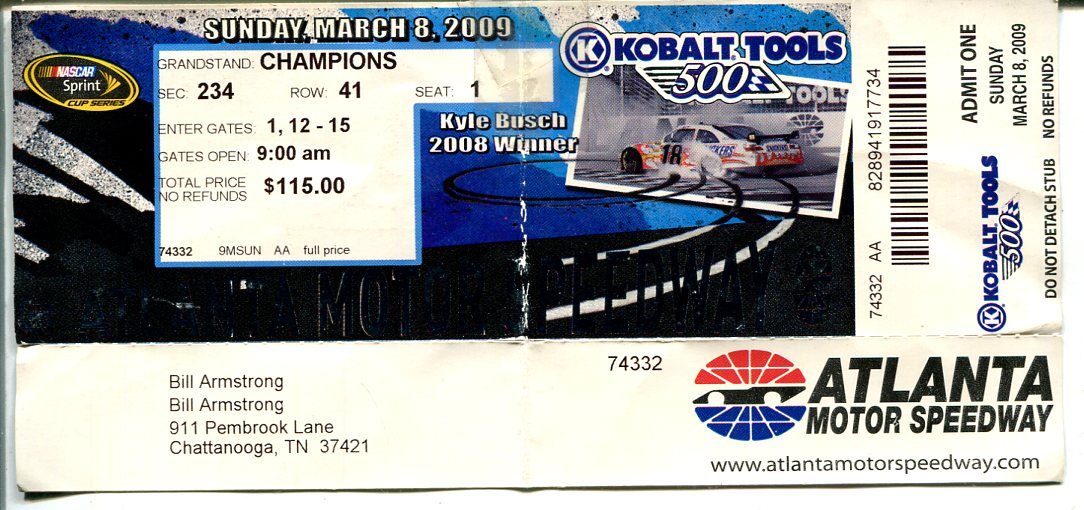 SUNDAY, MARCH 8, 2009
NASCAR
Sprint
CUP SERIES
GRANDSTAND: CHAMPIONS
SEC: 234 ROW: 41 SEAT: 1
ENTER GATES: 1, 12 - 15
GATES OPEN: 9:00 am
TOTAL PRICE
NO REFUNDS $115.00
74332 9MSUN AA full price
K KOBALT TOOLS
500
Kyle Busch
2008 Winner
TOOLS
18
SNICKERS
ATLANTA MOTOR SPEEDWAY
74332 AA 828941917734
ADMIT ONE
SUNDAY
MARCH 8, 2009
K KOBALT TOOLS
500
DO NOT DETACH STUB NO REFUNDS
Bill Armstrong
Bill Armstrong
911 Pembrook Lane
Chattanooga, TN 37421
74332
ATLANTA
MOTOR SPEEDWAY
www.atlantamotorspeedway.com